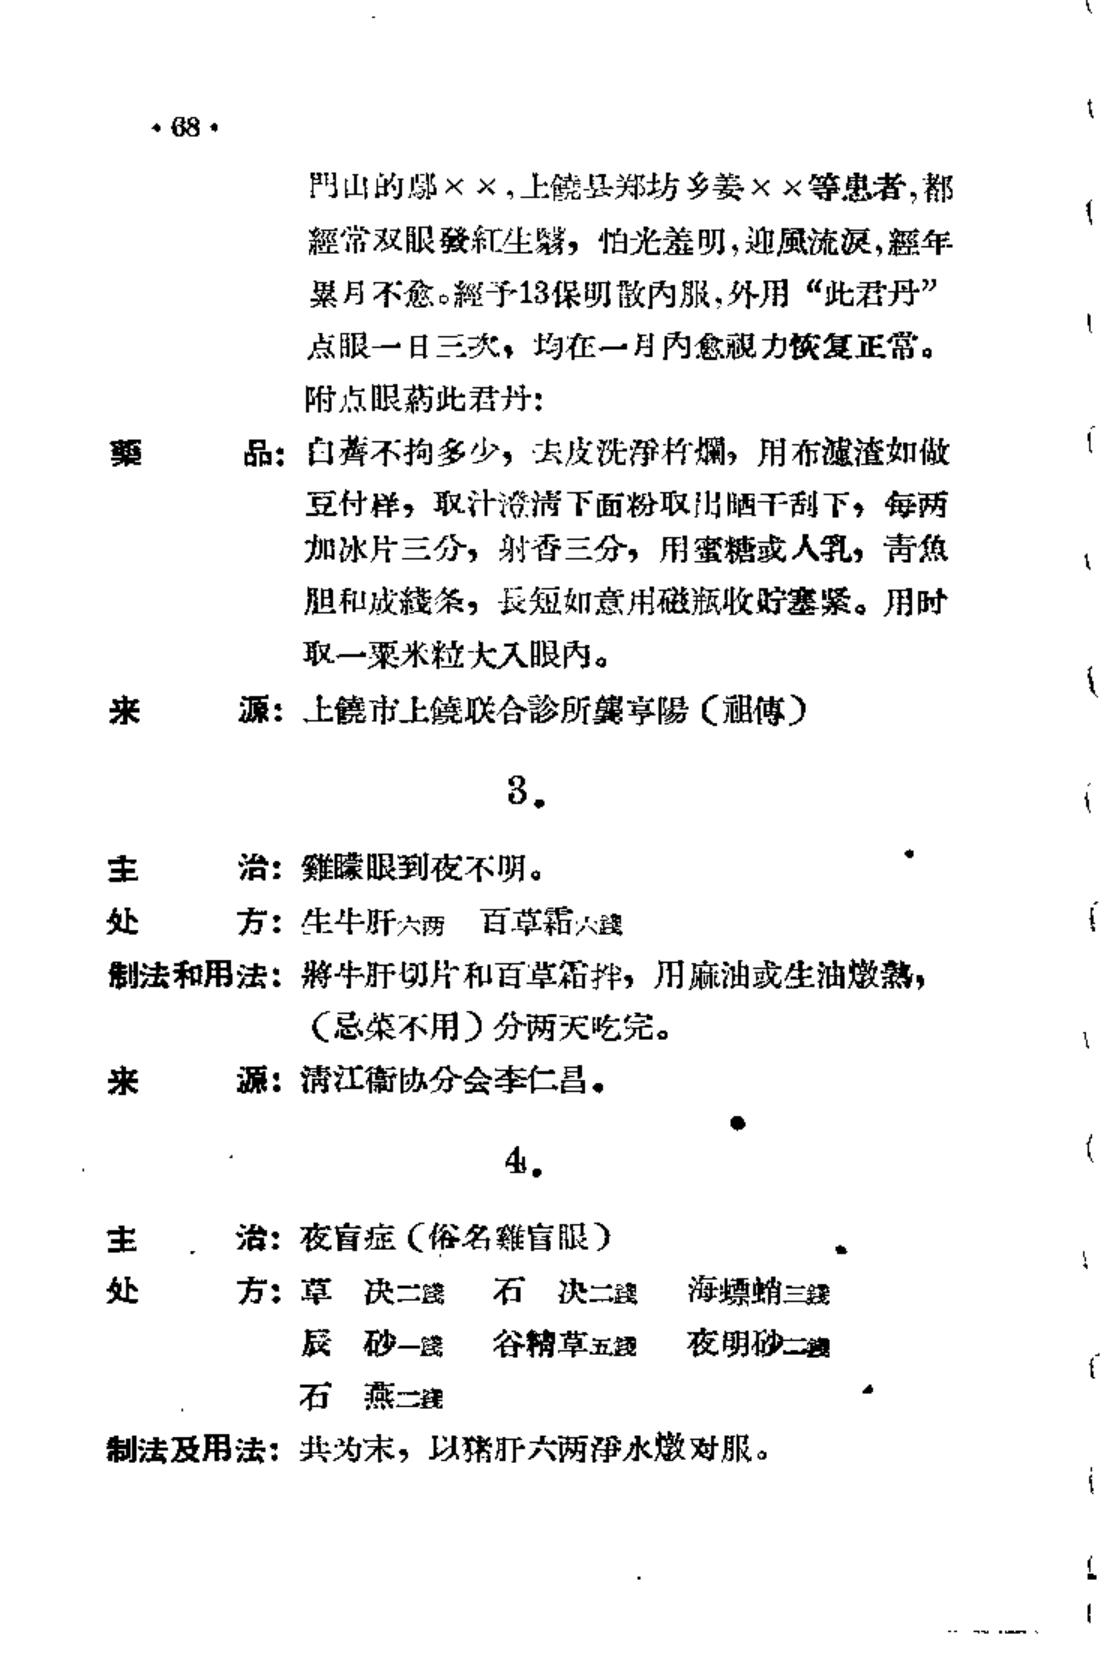 • 68 •
門山的鄢××，上饒县郑坊乡姜××等患者，都
經常双眼發紅生翳，怕光羞明，迎風流淚，經年
累月不愈。經予13保明散內服，外用“此君丹”
点眼一日三次，均在一月內愈視力恢复正常。
附点眼葯此君丹：
藥　　品：白薺不拘多少，去皮洗淨杵爛，用布濾渣如做
豆付样，取汁澄清下面粉取出晒干刮下，每两
加冰片三分，射香三分，用蜜糖或人乳，靑魚
胆和成綫条，長短如意用磁瓶收貯塞紧。用时
取一粟米粒大入眼內。
来　　源：上饒市上饒联合診所龔享陽（祖傳）
3.
主　　治：雞矇眼到夜不明。
处　　方：生牛肝六两　百草霜六錢
制法和用法：將牛肝切片和百草霜拌，用麻油或生油燉熟，
（忌菜不用）分两天吃完。
来　　源：清江衞协分会李仁昌。
4.
主　　治：夜盲症（俗名雞盲眼）
处　　方：草　决二錢　石　决二錢　海螵蛸三錢
辰　砂一錢　谷精草五錢　夜明砂二錢
石　燕二錢
制法及用法：共为末，以猪肝六两淨水燉对服。